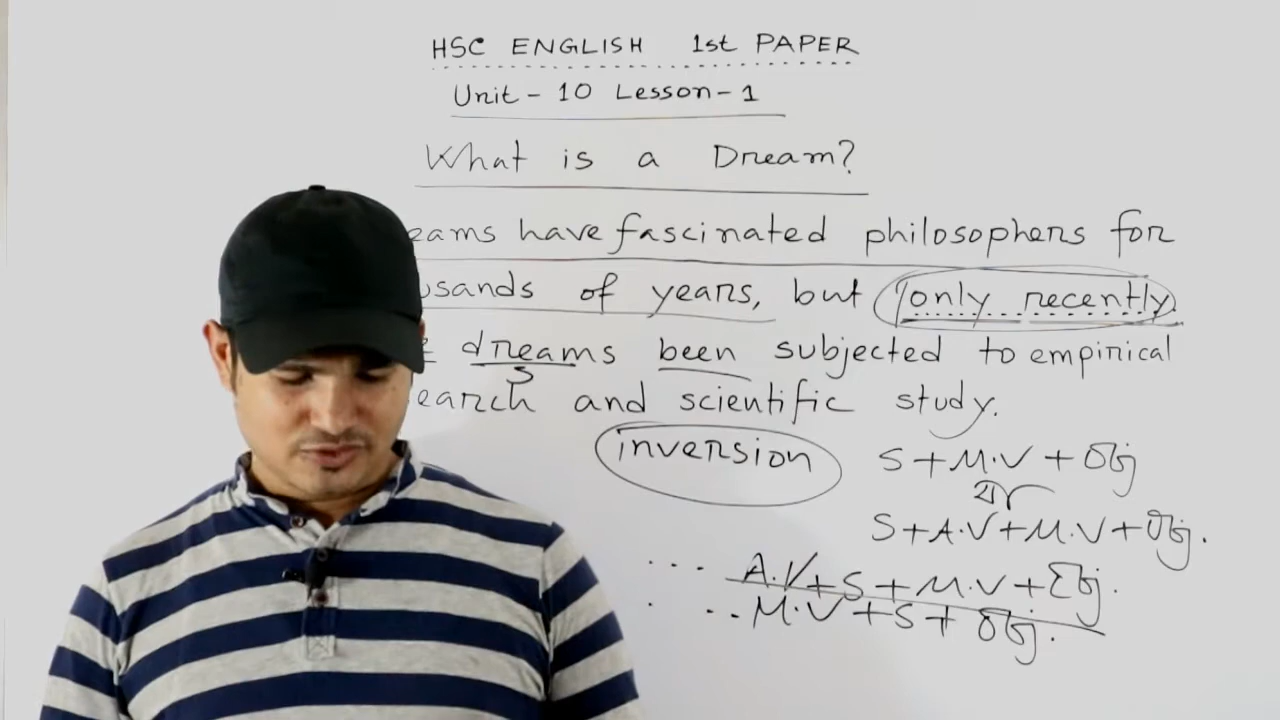 HSC ENGLISH 1st PAPER
Unit - 10 Lesson - 1
What is a Dream?
eams have fascinated philosophers for
usands of years, but only recently
dreams been subjected to empirical
S
earch and scientific study.
inversion
S + M.V + Obj
বা
S + A.V + M.V + Obj.
.... A.V + S + M.V + Obj.
. .. M.V + S + Obj.